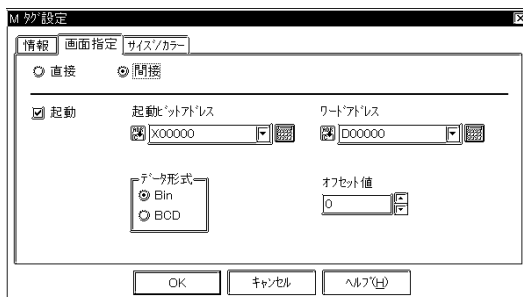 M ﾀｸﾞ設定
情報 画面指定 ｻｲｽﾞ/ｶﾗｰ
直接 間接
起動 起動ﾋﾞｯﾄｱﾄﾞﾚｽ ﾜｰﾄﾞｱﾄﾞﾚｽ
X00000 D00000
ﾃﾞｰﾀ形式 ｵﾌｾｯﾄ値
Bin 0
BCD
OK ｷｬﾝｾﾙ ﾍﾙﾌﾟ(H)